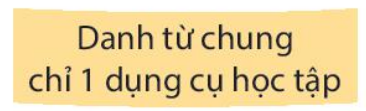 Danh từ chung
chỉ 1 dụng cụ học tập